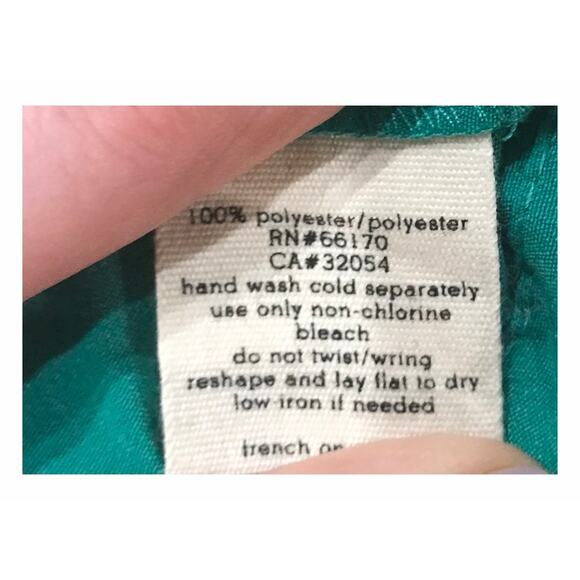 100% polyester/polyester
RN#66170
CA#32054
hand wash cold separately
use only non-chlorine
bleach
do not twist/wring
reshape and lay flat to dry
low iron if needed
french